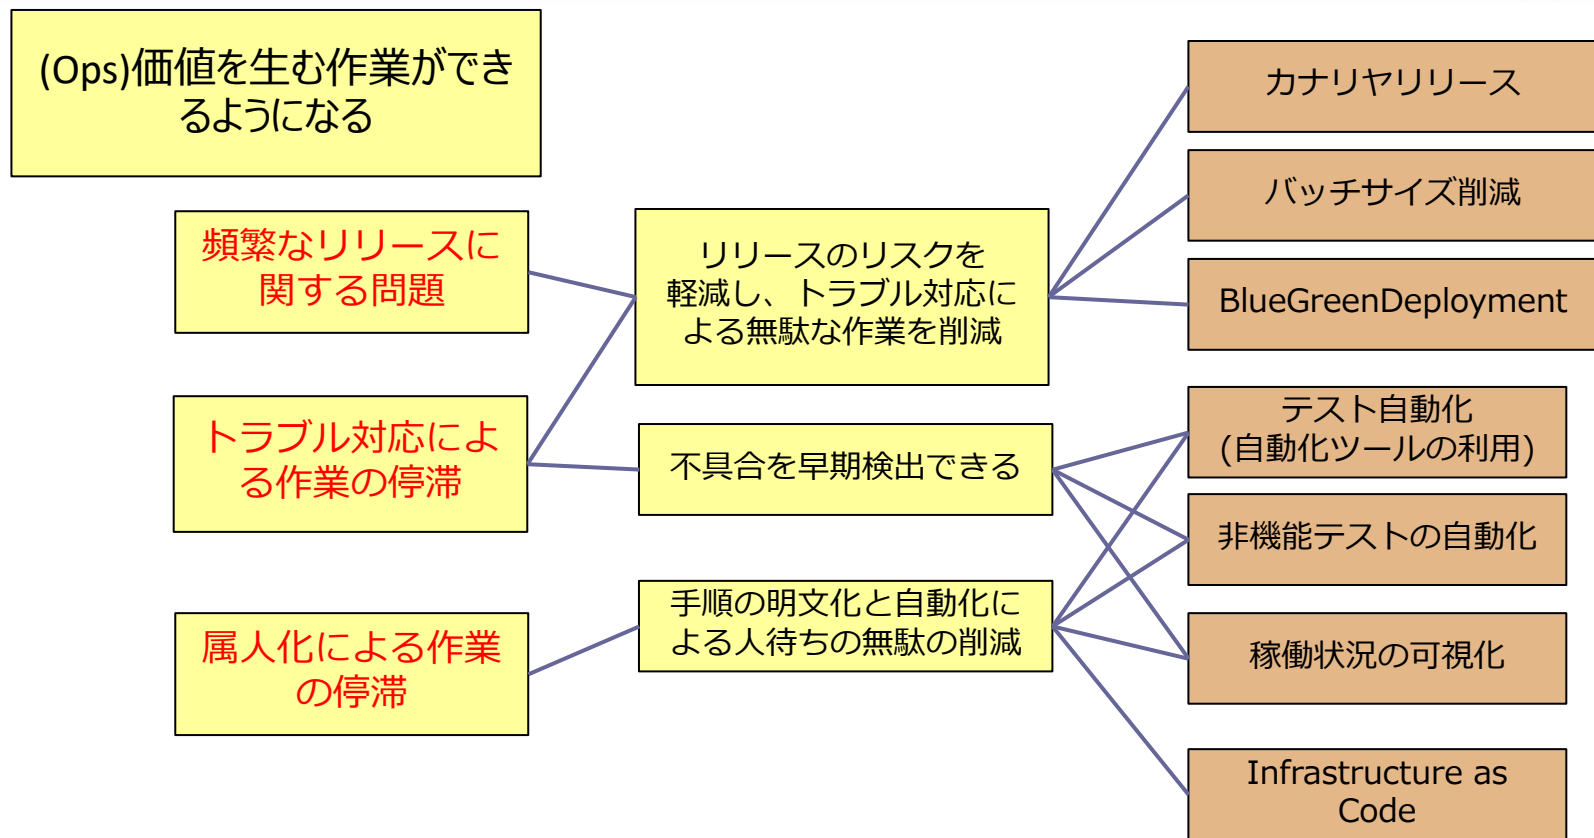 (Ops)価値を生む作業ができ
るようになる
頻繁なリリースに
関する問題
トラブル対応によ
る作業の停滞
属人化による作業
の停滞
リリースのリスクを
軽減し、トラブル対応に
よる無駄な作業を削減
不具合を早期検出できる
手順の明文化と自動化に
よる人待ちの無駄の削減
カナリヤリリース
バッチサイズ削減
BlueGreenDeployment
テスト自動化
(自動化ツールの利用)
非機能テストの自動化
稼働状況の可視化
Infrastructure as
Code